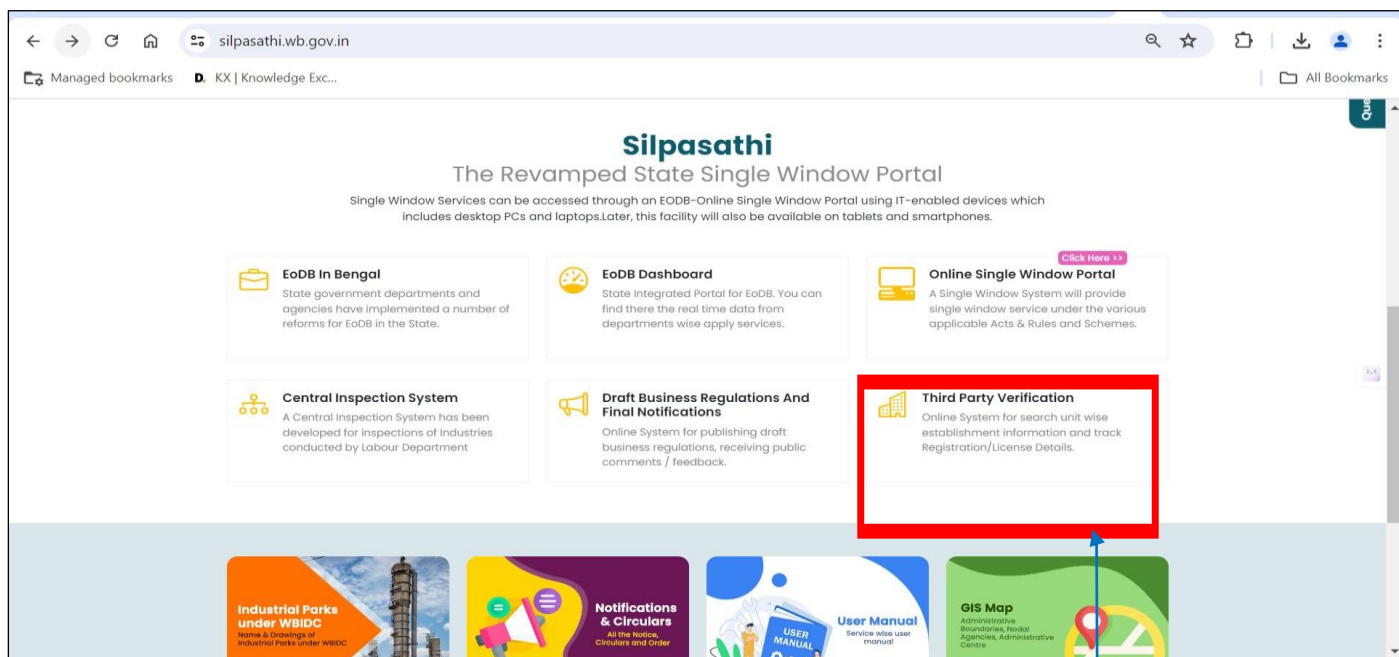 silpasathi.wb.gov.in
Managed bookmarks
D. KX | Knowledge Exc...
All Bookmarks
Que
Silpasathi
The Revamped State Single Window Portal
Single Window Services can be accessed through an EODB-Online Single Window Portal using IT-enabled devices which
includes desktop PCs and laptops.Later, this facility will also be available on tablets and smartphones.
EoDB In Bengal
State government departments and
agencies have implemented a number of
reforms for EoDB in the State.
EoDB Dashboard
State Integrated Portal for EoDB. You can
find there the real time data from
departments wise apply services.
Click Here >>
Online Single Window Portal
A Single Window System will provide
single window service under the various
applicable Acts & Rules and Schemes.
Central Inspection System
A Central Inspection System has been
developed for inspections of Industries
conducted by Labour Department
Draft Business Regulations And
Final Notifications
Online System for publishing draft
business regulations, receiving public
comments / feedback.
Third Party Verification
Online System for search unit wise
establishment information and track
Registration/License Details.
Industrial Parks
under WBIDC
Name & Drawings of
Industrial Parks under WBIDC
Notifications
& Circulars
All the Notice,
Circulars and Order
USER
MANUAL
User Manual
Service wise user
manual
GIS Map
Administrative
Boundaries, Nodal
Agencies, Administrative
Centre